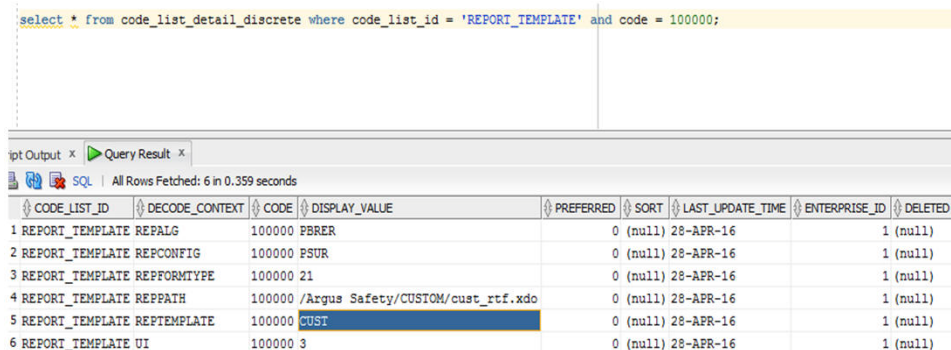 select * from code_list_detail_discrete where code_list_id = 'REPORT_TEMPLATE' and code = 100000;
ipt Output x Query Result x
SQL | All Rows Fetched: 6 in 0.359 seconds
CODE_LIST_ID DECODE_CONTEXT CODE DISPLAY_VALUE PREFERRED SORT LAST_UPDATE_TIME ENTERPRISE_ID DELETED
1 REPORT_TEMPLATE REPALG 100000 PBRER 0 (null) 28-APR-16 1 (null)
2 REPORT_TEMPLATE REPCONFIG 100000 PSUR 0 (null) 28-APR-16 1 (null)
3 REPORT_TEMPLATE REPFORMTYPE 100000 21 0 (null) 28-APR-16 1 (null)
4 REPORT_TEMPLATE REPPATH 100000 /Argus Safety/CUSTOM/cust_rtf.xdo 0 (null) 28-APR-16 1 (null)
5 REPORT_TEMPLATE REPTEMPLATE 100000 CUST 0 (null) 28-APR-16 1 (null)
6 REPORT_TEMPLATE UI 100000 3 0 (null) 28-APR-16 1 (null)